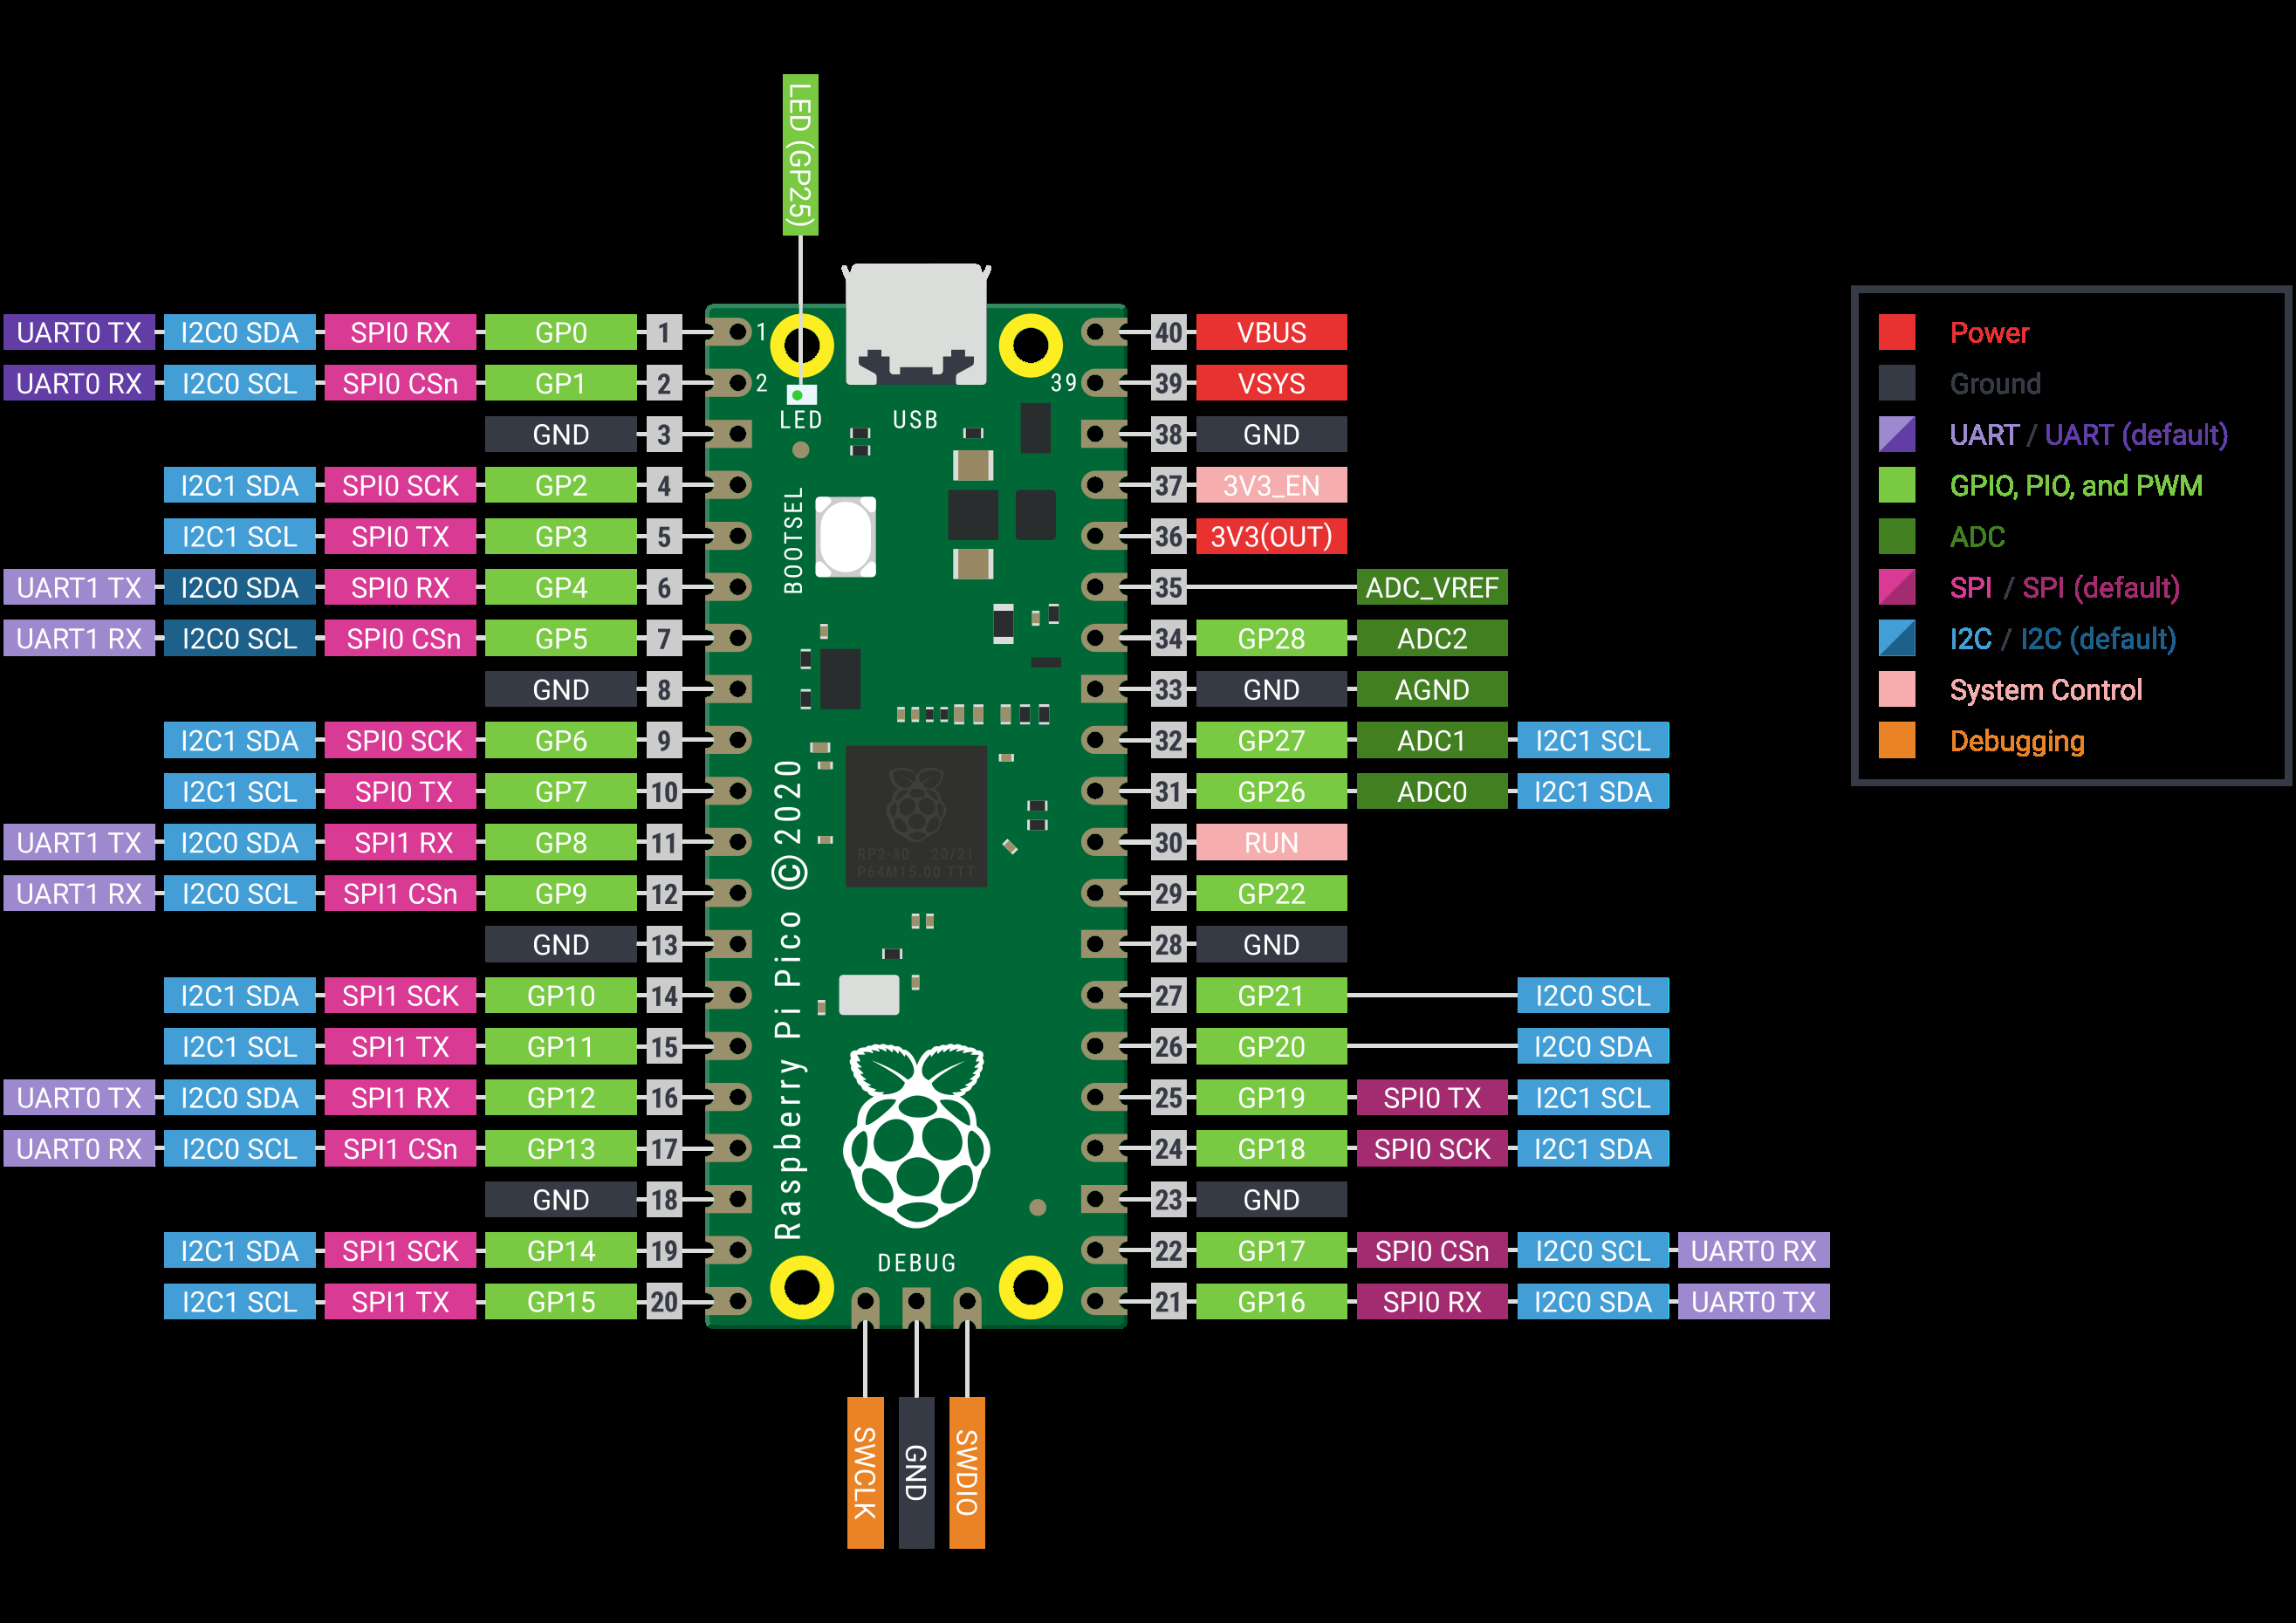 LED (GP25)
UART0 TX I2C0 SDA SPI0 RX GP0 1 1 40 VBUS
UART0 RX I2C0 SCL SPI0 CSn GP1 2 2 39 39 VSYS
LED USB
GND 3 38 GND
I2C1 SDA SPI0 SCK GP2 4 37 3V3_EN
BOOTSEL
I2C1 SCL SPI0 TX GP3 5 36 3V3(OUT)
UART1 TX I2C0 SDA SPI0 RX GP4 6 35 ADC_VREF
UART1 RX I2C0 SCL SPI0 CSn GP5 7 34 GP28 ADC2
GND 8 33 GND AGND
I2C1 SDA SPI0 SCK GP6 9 32 GP27 ADC1 I2C1 SCL
I2C1 SCL SPI0 TX GP7 10 31 GP26 ADC0 I2C1 SDA
UART1 TX I2C0 SDA SPI1 RX GP8 11 30 RUN
RP2-80 20/21
P64M15.00 TTT
UART1 RX I2C0 SCL SPI1 CSn GP9 12 29 GP22
GND 13 28 GND
Raspberry Pi Pico ©2020
I2C1 SDA SPI1 SCK GP10 14 27 GP21 I2C0 SCL
I2C1 SCL SPI1 TX GP11 15 26 GP20 I2C0 SDA
UART0 TX I2C0 SDA SPI1 RX GP12 16 25 GP19 SPI0 TX I2C1 SCL
UART0 RX I2C0 SCL SPI1 CSn GP13 17 24 GP18 SPI0 SCK I2C1 SDA
GND 18 23 GND
I2C1 SDA SPI1 SCK GP14 19 22 GP17 SPI0 CSn I2C0 SCL UART0 RX
DEBUG
I2C1 SCL SPI1 TX GP15 20 21 GP16 SPI0 RX I2C0 SDA UART0 TX
SWCLK
GND
SWDIO
Power
Ground
UART / UART (default)
GPIO, PIO, and PWM
ADC
SPI / SPI (default)
I2C / I2C (default)
System Control
Debugging